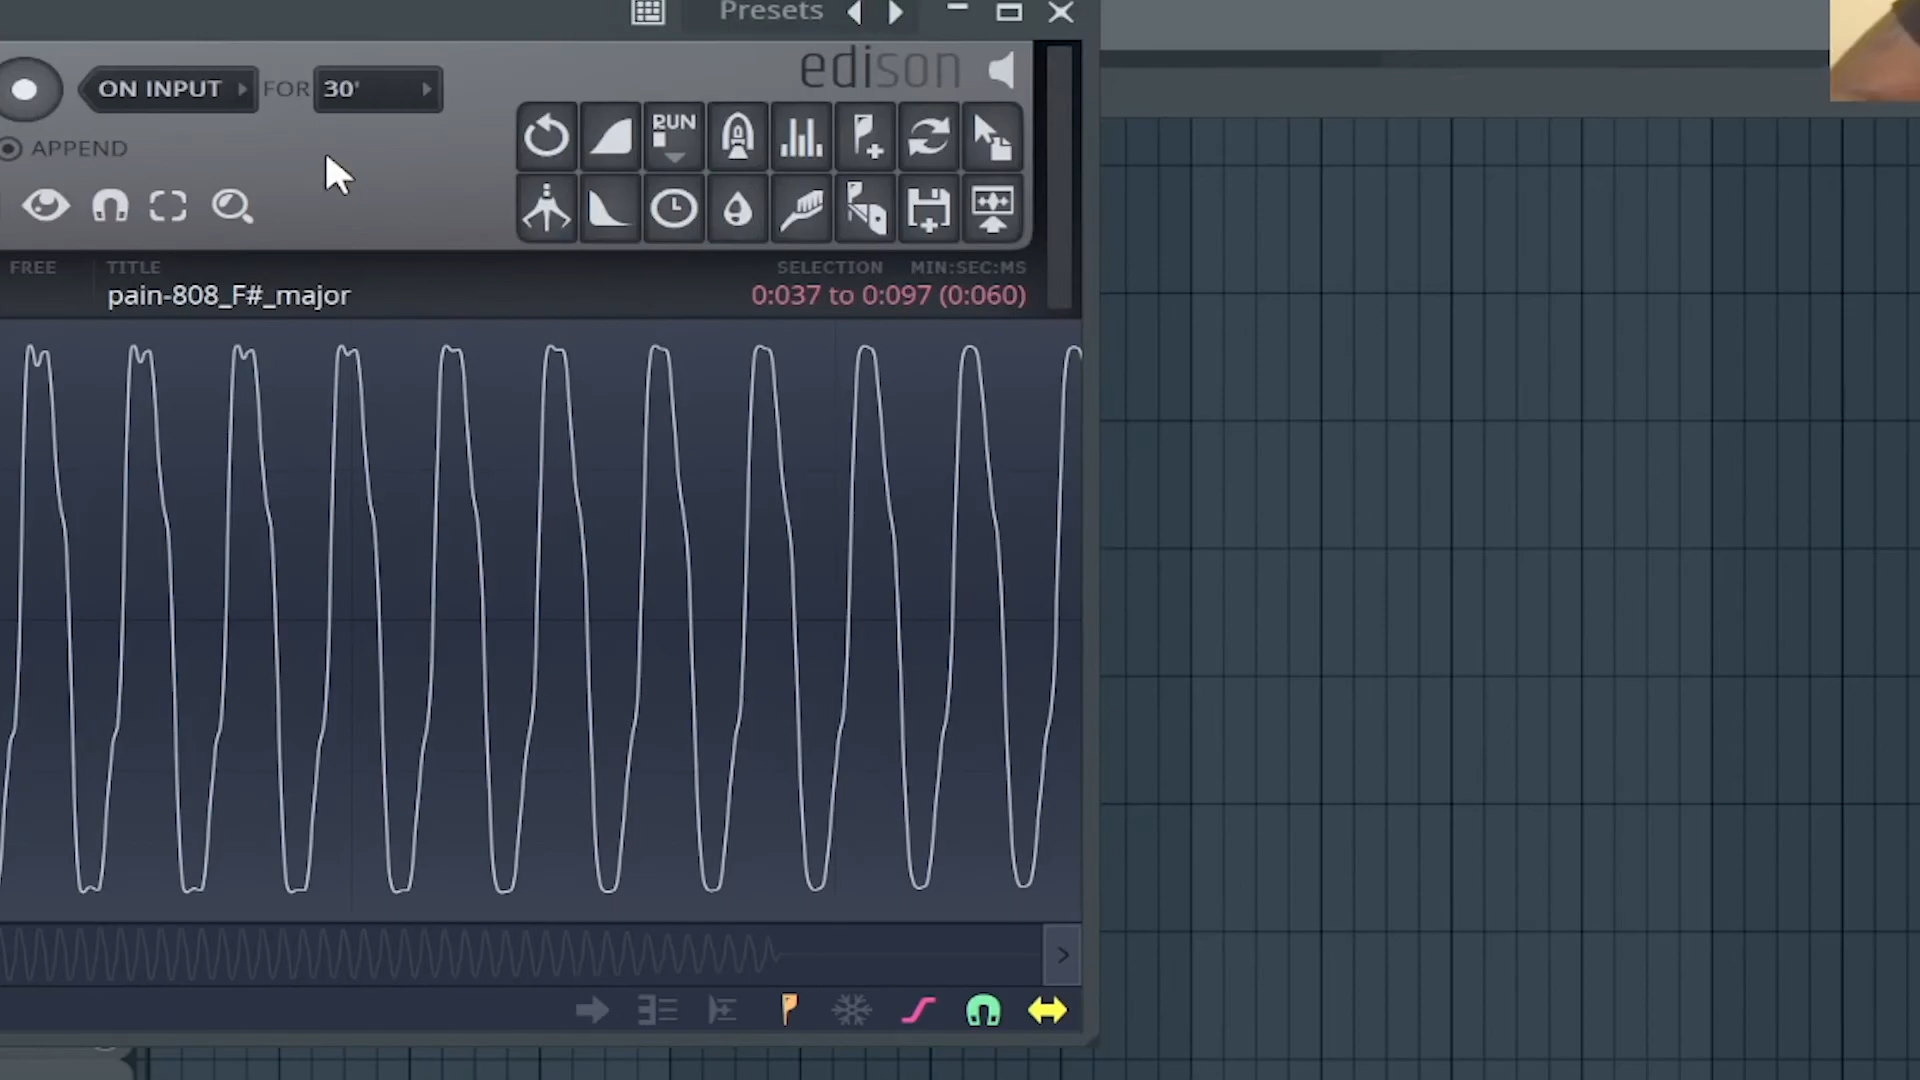 Presets
edison
ON INPUT FOR 30'
RUN
APPEND
FREE TITLE SELECTION MIN:SEC:MS
pain-808_F#_major 0:037 to 0:097 (0:060)